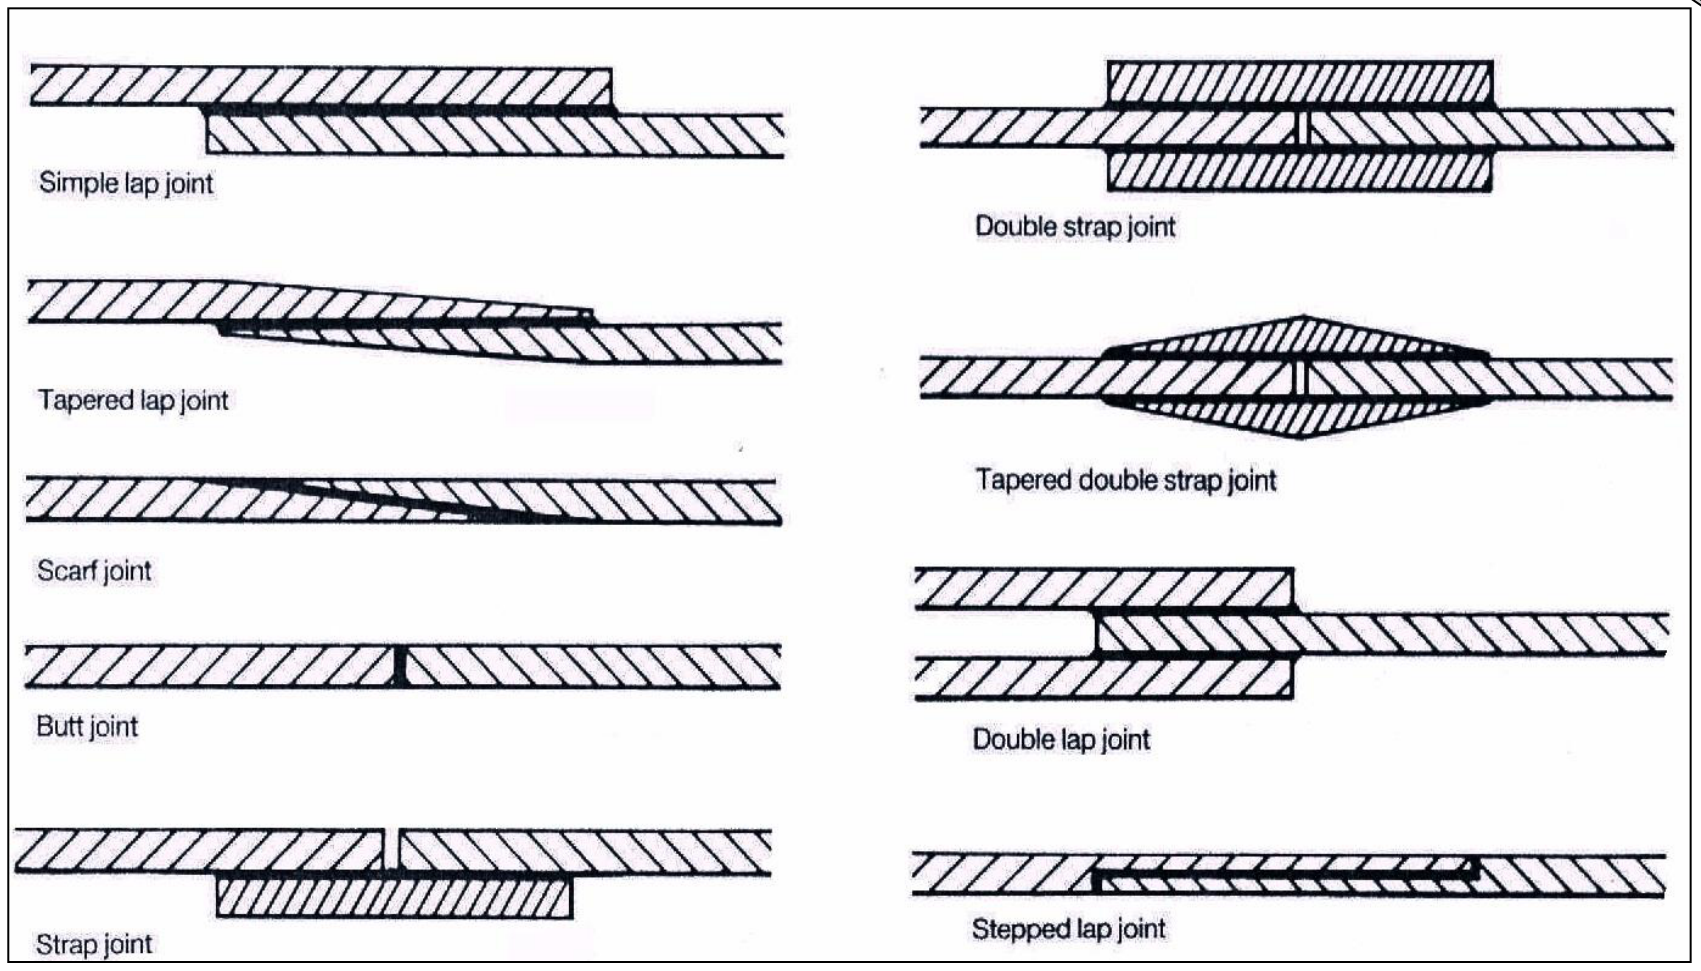 Simple lap joint
Tapered lap joint
Scarf joint
Butt joint
Strap joint
Double strap joint
Tapered double strap joint
Double lap joint
Stepped lap joint